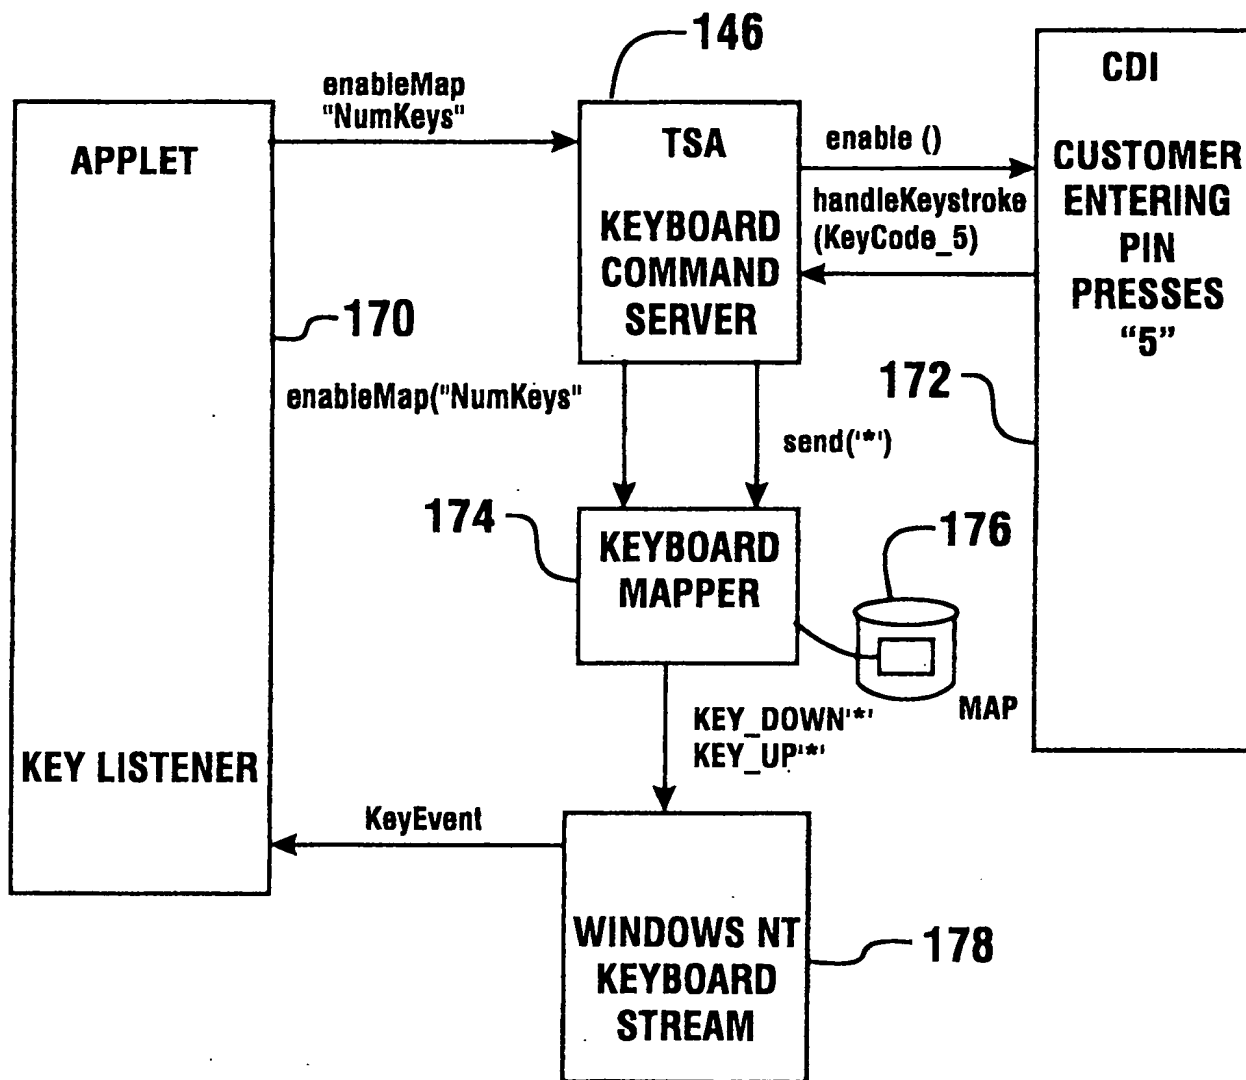 146
enableMap
"NumKeys"
APPLET
TSA
KEYBOARD
COMMAND
SERVER
enable ()
handleKeystroke
(KeyCode_5)
CDI
CUSTOMER
ENTERING
PIN
PRESSES
“5”
170
172
enableMap("NumKeys"
send('*')
174
KEYBOARD
MAPPER
176
MAP
KEY_DOWN'*'
KEY_UP'*'
KEY LISTENER
KeyEvent
WINDOWS NT
KEYBOARD
STREAM
178